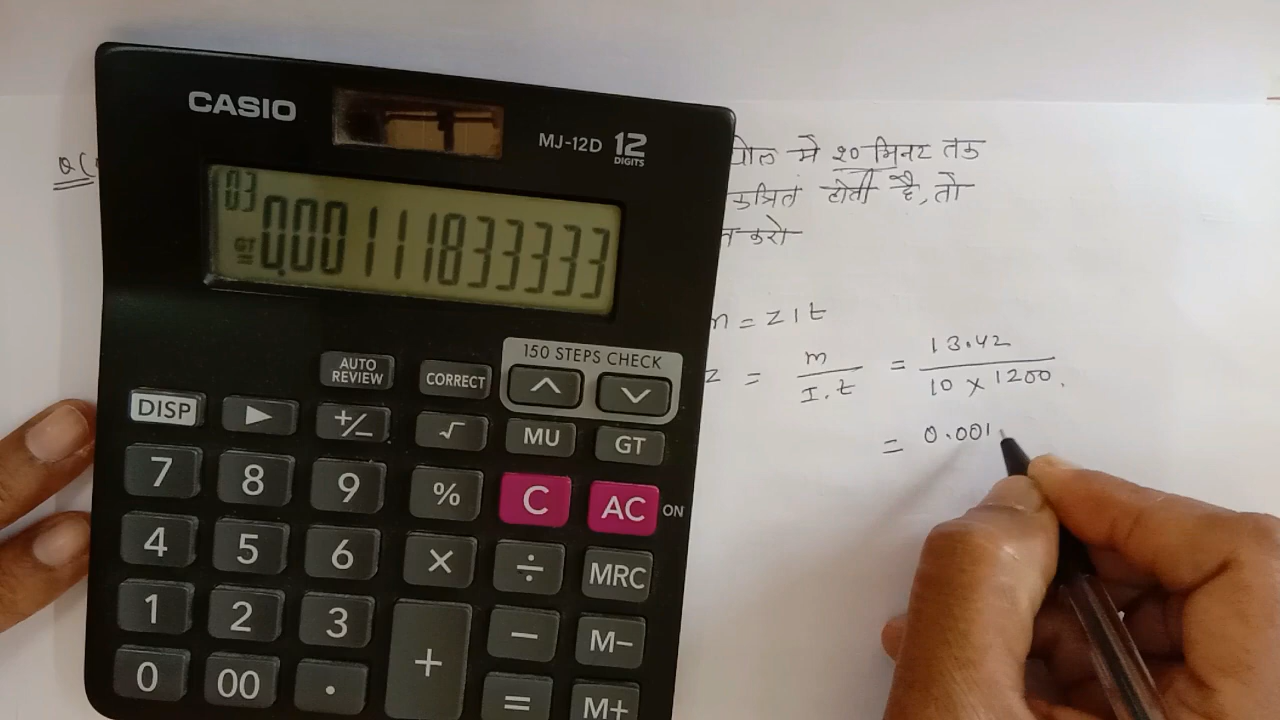 CASIO
MJ-12D 12 DIGITS
03
GT
=
0.00111833333
150 STEPS CHECK
AUTO REVIEW
CORRECT
DISP
+/−
√
MU
GT
7 8 9 % C AC ON
4 5 6 × ÷ MRC
1 2 3 + − M−
0 00 . = M+
Q(
में २० मिनट तक
होती है, तो
करो
m = Z I t
Z = m / I.t = 13.42 / 10 × 1200.
= 0.001